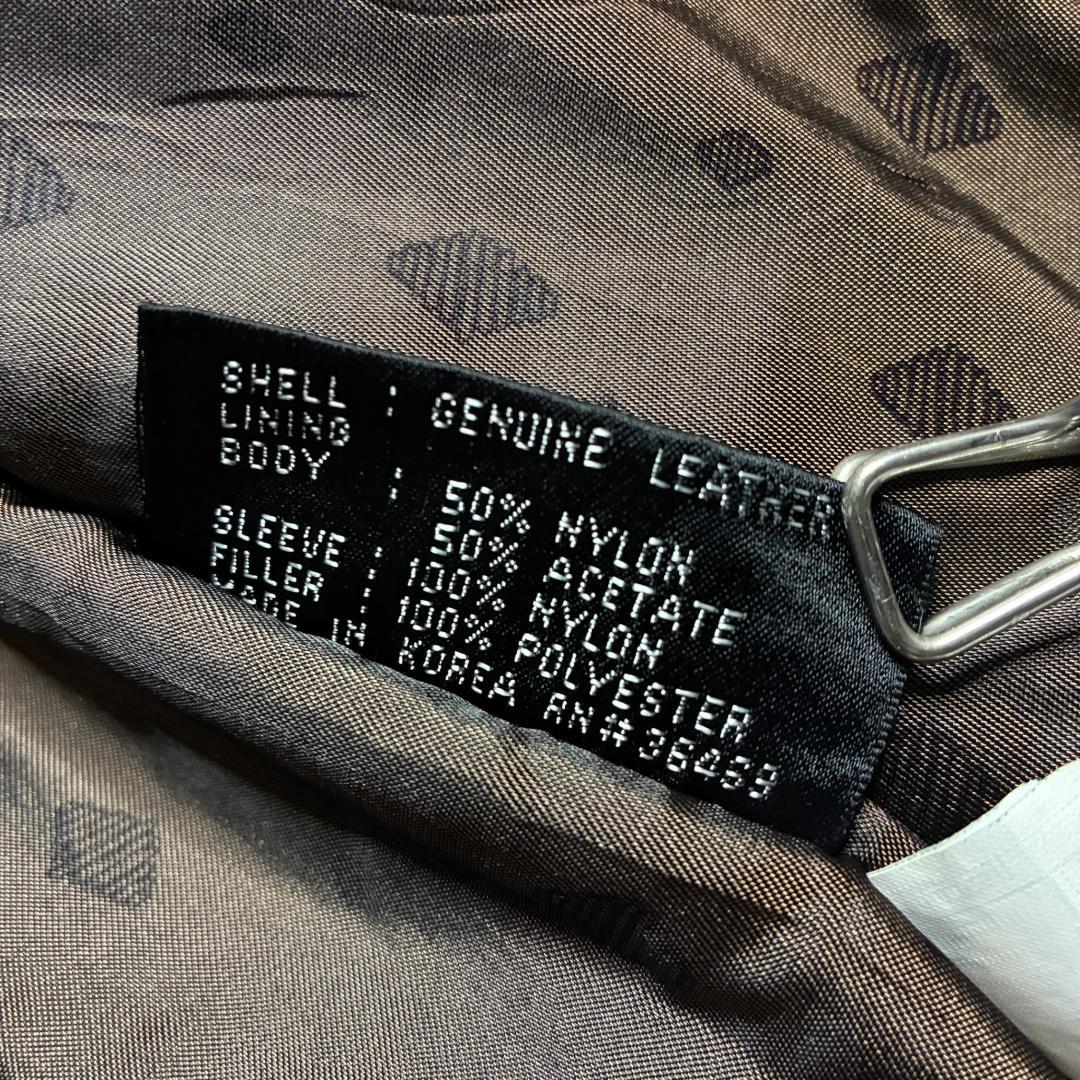 SHELL : GENUINE LEATHER
LINING
BODY : 50% NYLON
50% ACETATE
SLEEVE : 100% NYLON
FILLER : 100% POLYESTER
MADE IN KOREA RN#36499